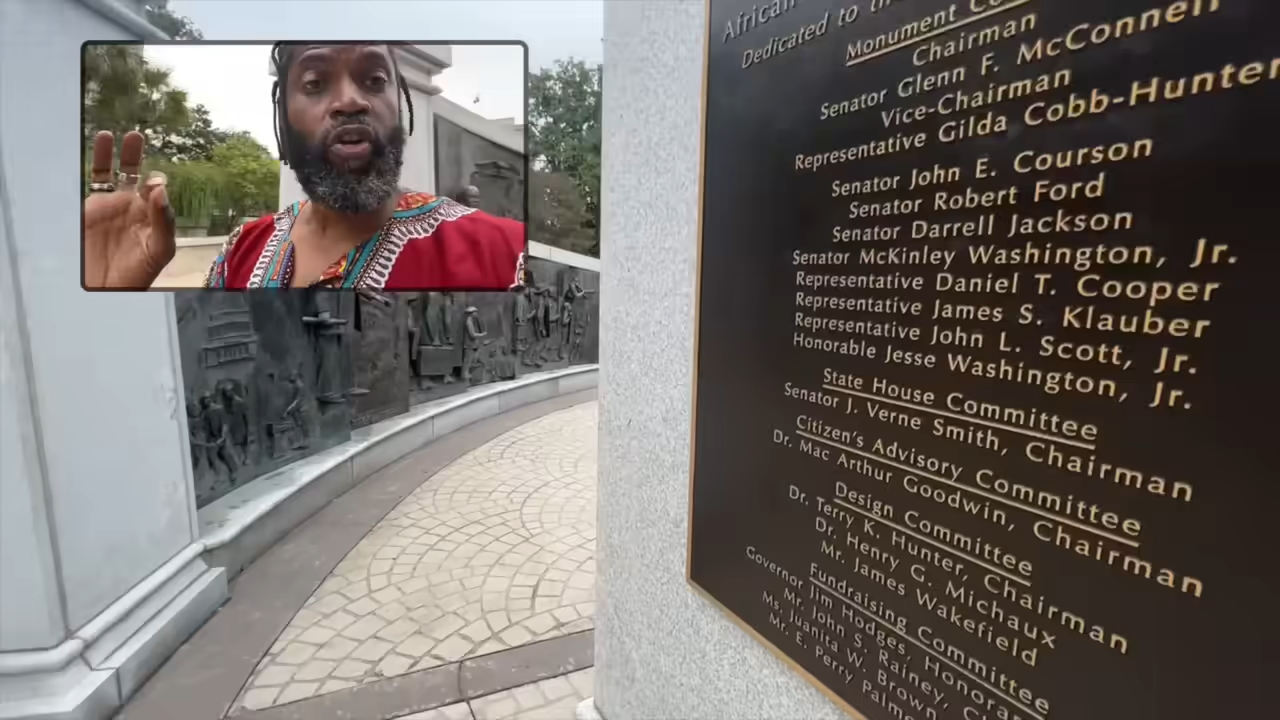 African
Dedicated to the
Monument
Chairman
Senator Glenn F. McConnell
Vice-Chairman
Representative Gilda Cobb-Hunter
Senator John E. Courson
Senator Robert Ford
Senator Darrell Jackson
Senator McKinley Washington, Jr.
Representative Daniel T. Cooper
Representative James S. Klauber
Representative John L. Scott, Jr.
Honorable Jesse Washington, Jr.
State House Committee
Senator J. Verne Smith, Chairman
Citizen's Advisory Committee
Dr. Mac Arthur Goodwin, Chairman
Design Committee
Dr. Terry K. Hunter, Chairman
Dr. Henry G. Michaux
Mr. James Wakefield
Fundraising Committee
Governor Jim Hodges,
Mr. John S. Rainey,
Ms. Juanita W. Brown
Mr. E. Perry